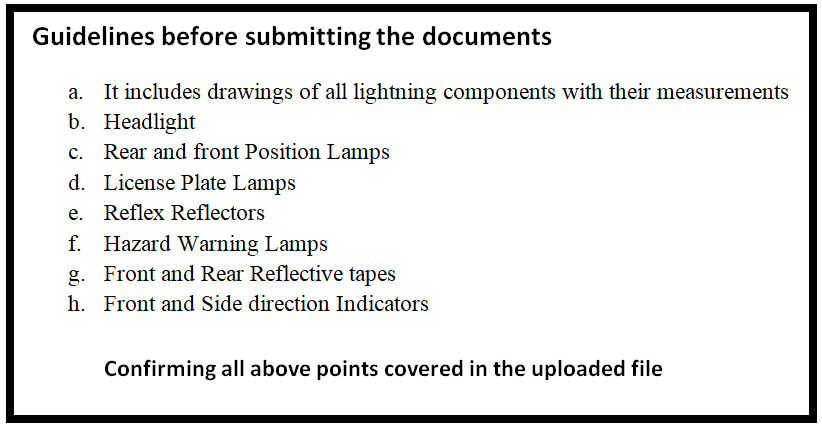 Guidelines before submitting the documents
a. It includes drawings of all lightning components with their measurements
b. Headlight
c. Rear and front Position Lamps
d. License Plate Lamps
e. Reflex Reflectors
f. Hazard Warning Lamps
g. Front and Rear Reflective tapes
h. Front and Side direction Indicators
Confirming all above points covered in the uploaded file